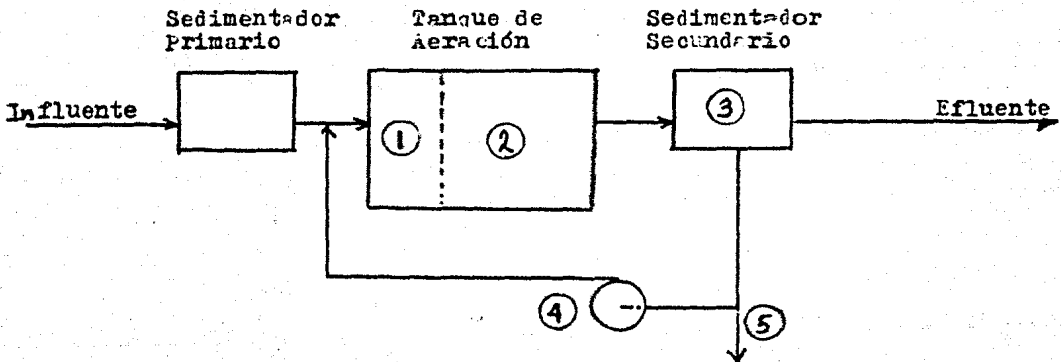 Sedimentador
Primario
Tanque de
Aeración
Sedimentador
Secundario
Influente
Efluente
1
2
3
4
5